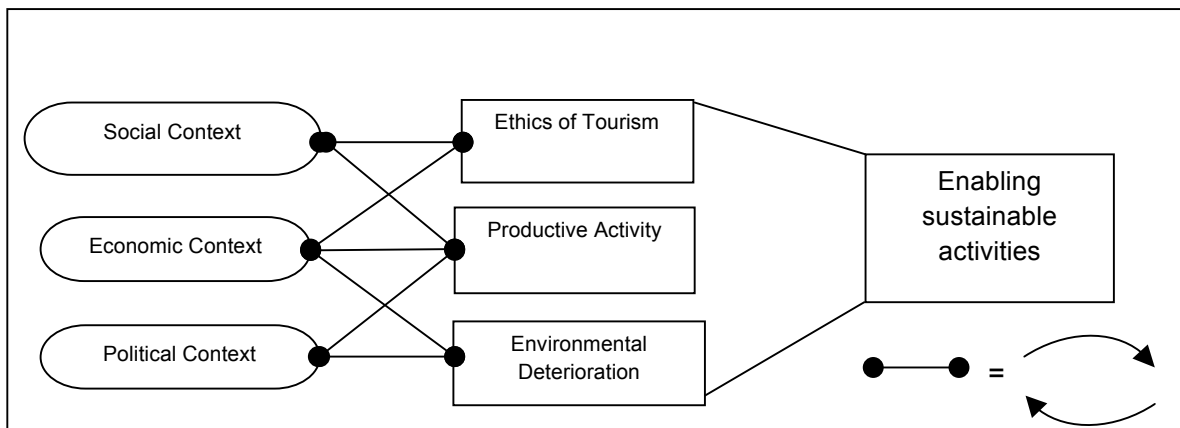 Social Context
Ethics of Tourism
Economic Context
Productive Activity
Political Context
Environmental
Deterioration
Enabling
sustainable
activities
=